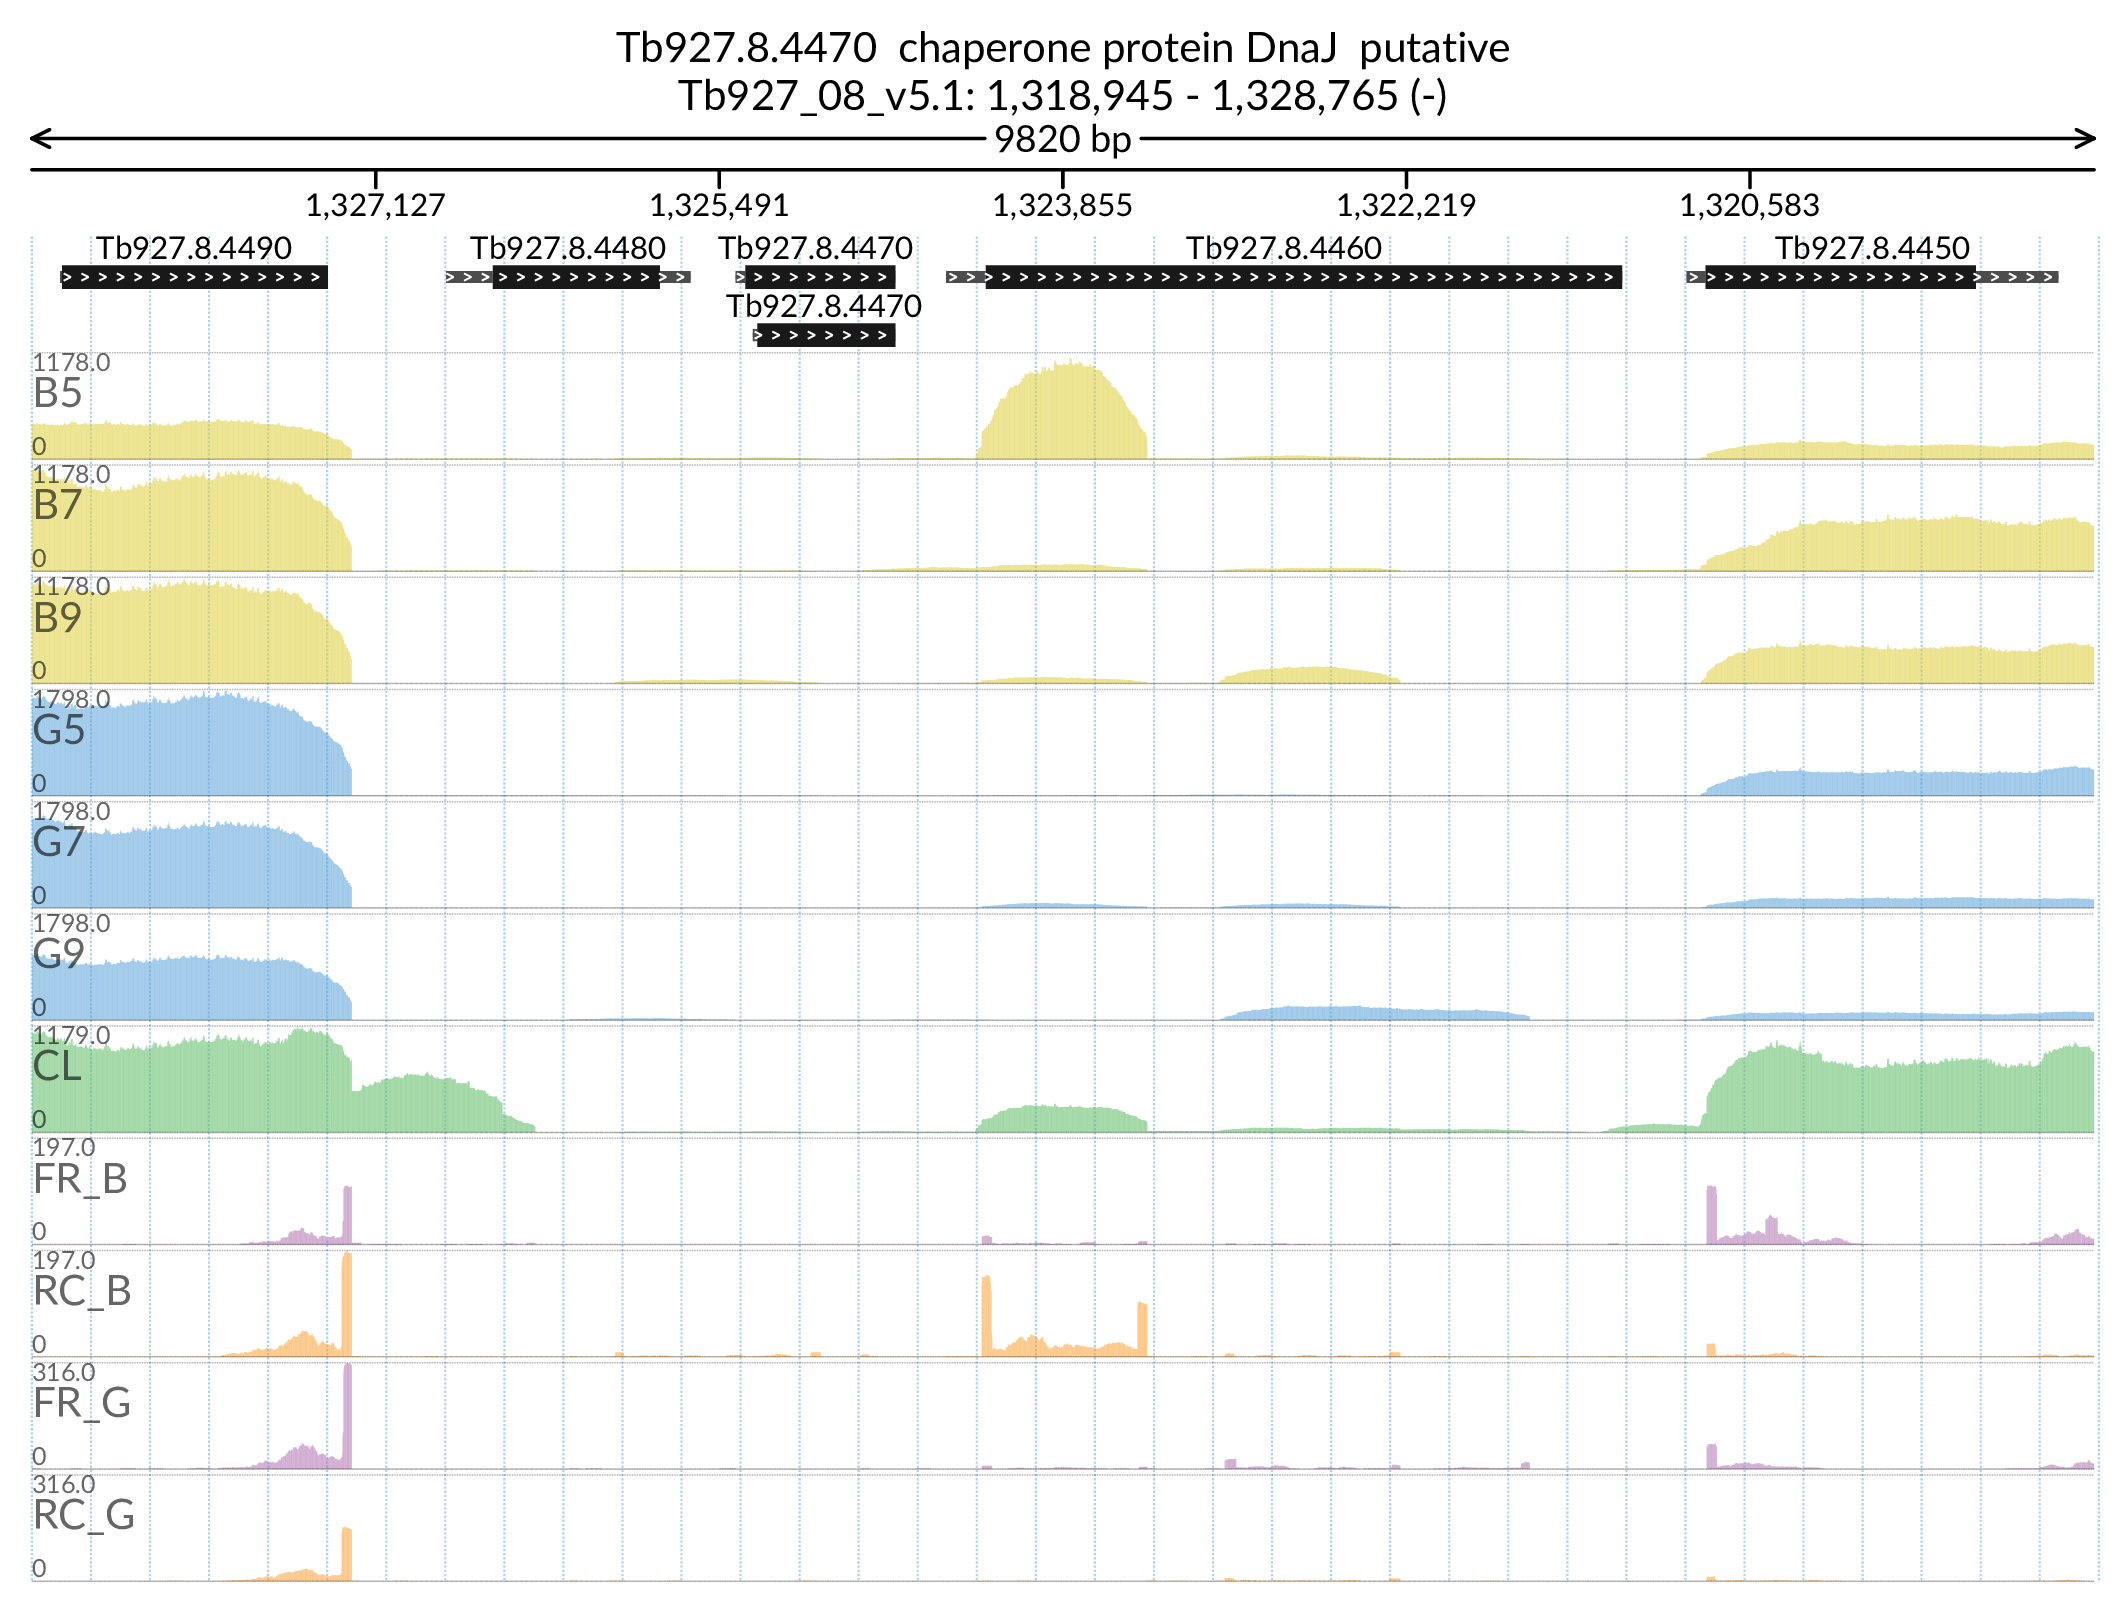 Tb927.8.4470 chaperone protein DnaJ putative
Tb927_08_v5.1: 1,318,945 - 1,328,765 (-)
9820 bp
1,327,127 1,325,491 1,323,855 1,322,219 1,320,583
Tb927.8.4490 Tb927.8.4480 Tb927.8.4470 Tb927.8.4460 Tb927.8.4450
Tb927.8.4470
1178.0
B5
0
1178.0
B7
0
1178.0
B9
0
1798.0
G5
0
1798.0
G7
0
1798.0
G9
0
1179.0
CL
0
197.0
FR_B
0
197.0
RC_B
0
316.0
FR_G
0
316.0
RC_G
0